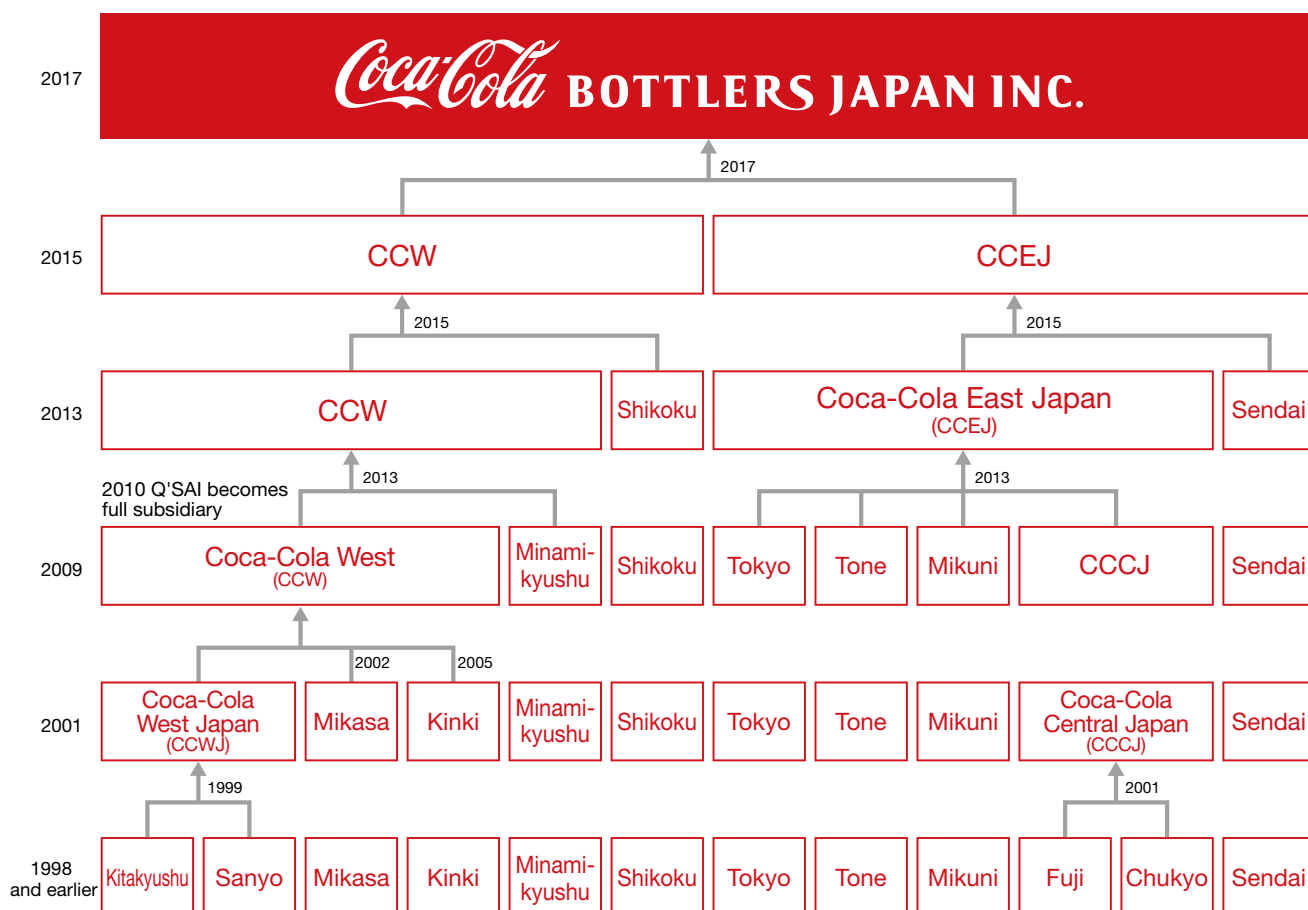 2017
Coca-Cola BOTTLERS JAPAN INC.
2017
2015
CCW
CCEJ
2015
2015
2013
CCW
Shikoku
Coca-Cola East Japan
(CCEJ)
Sendai
2013
2013
2010 Q'SAI becomes
full subsidiary
2009
Coca-Cola West
(CCW)
Minami-
kyushu
Shikoku
Tokyo
Tone
Mikuni
CCCJ
Sendai
2002
2005
2001
Coca-Cola
West Japan
(CCWJ)
Mikasa
Kinki
Minami-
kyushu
Shikoku
Tokyo
Tone
Mikuni
Coca-Cola
Central Japan
(CCCJ)
Sendai
1999
2001
1998
and earlier
Kitakyushu
Sanyo
Mikasa
Kinki
Minami-
kyushu
Shikoku
Tokyo
Tone
Mikuni
Fuji
Chukyo
Sendai